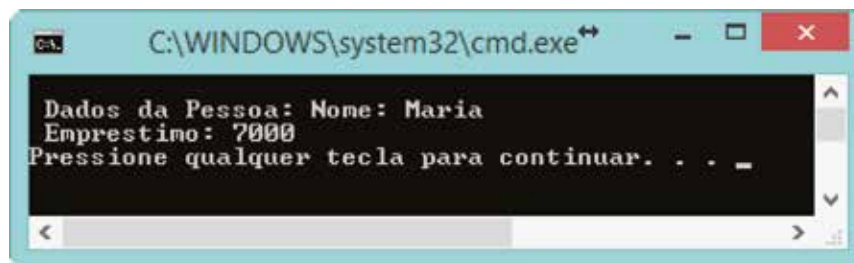 C:\WINDOWS\system32\cmd.exe
Dados da Pessoa: Nome: Maria
Emprestimo: 7000
Pressione qualquer tecla para continuar. . . _